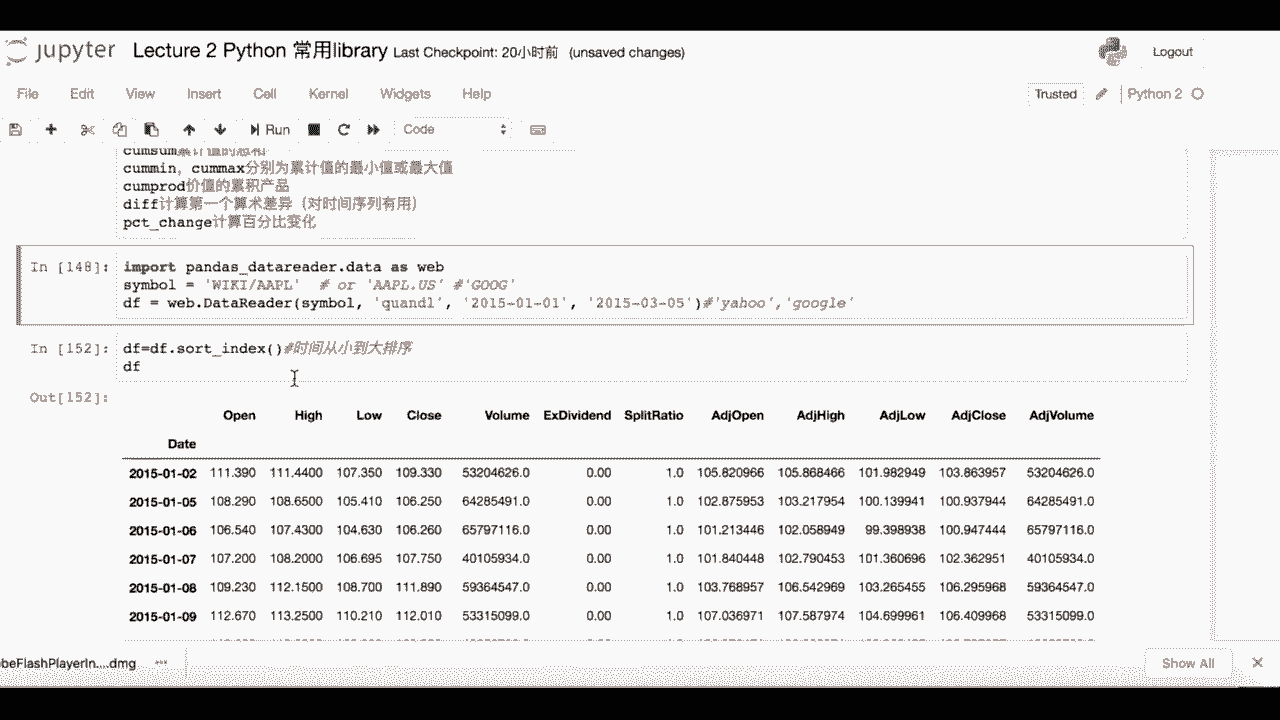 jupyter Lecture 2 Python 常用library Last Checkpoint: 20小时前 (unsaved changes) Logout
File Edit View Insert Cell Kernel Widgets Help Trusted Python 2
Run Code
cumsum累计值的总和
cummin, cummax分别为累计值的最小值或最大值
cumprod价值的累积产品
diff计算第一个算术差异（对时间序列有用）
pct_change计算百分比变化
In [148]: import pandas_datareader.data as web
symbol = 'WIKI/AAPL' # or 'AAPL.US' #'GOOG'
df = web.DataReader(symbol, 'quandl', '2015-01-01', '2015-03-05')#'yahoo','google'
In [152]: df=df.sort_index()#时间从小到大排序
df
Out[152]:
Open High Low Close Volume ExDividend SplitRatio AdjOpen AdjHigh AdjLow AdjClose AdjVolume
Date
2015-01-02 111.390 111.4400 107.350 109.330 53204626.0 0.00 1.0 105.820966 105.868466 101.982949 103.863957 53204626.0
2015-01-05 108.290 108.6500 105.410 106.250 64285491.0 0.00 1.0 102.875953 103.217954 100.139941 100.937944 64285491.0
2015-01-06 106.540 107.4300 104.630 106.260 65797116.0 0.00 1.0 101.213446 102.058949 99.398938 100.947444 65797116.0
2015-01-07 107.200 108.2000 106.695 107.750 40105934.0 0.00 1.0 101.840448 102.790453 101.360696 102.362951 40105934.0
2015-01-08 109.230 112.1500 108.700 111.890 59364547.0 0.00 1.0 103.768957 106.542969 103.265455 106.295968 59364547.0
2015-01-09 112.670 113.2500 110.210 112.010 53315099.0 0.00 1.0 107.036971 107.587974 104.699961 106.409968 53315099.0
beFlashPlayerIn....dmg Show All